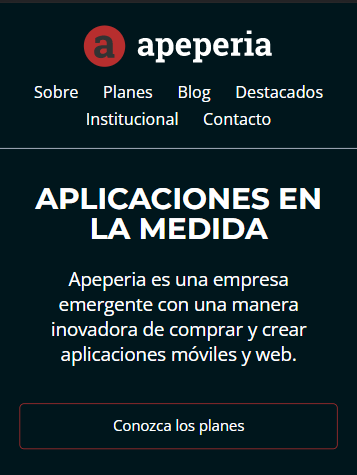 a apeperia
Sobre Planes Blog Destacados
Institucional Contacto
APLICACIONES EN
LA MEDIDA
Apeperia es una empresa
emergente con una manera
inovadora de comprar y crear
aplicaciones móviles y web.
Conozca los planes